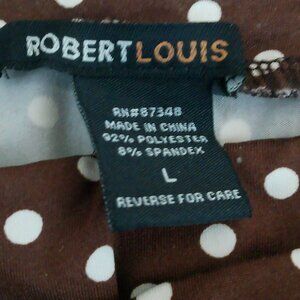 ROBERTLOUIS
RN#87348
MADE IN CHINA
92% POLYESTER
8% SPANDEX
L
REVERSE FOR CARE